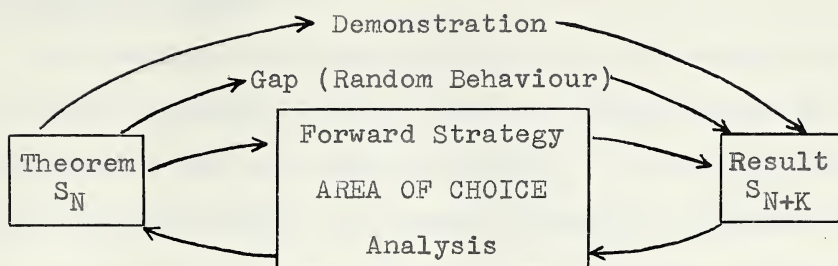 Demonstration
Gap (Random Behaviour)
Theorem
S_N
Forward Strategy
AREA OF CHOICE
Analysis
Result
S_N+K